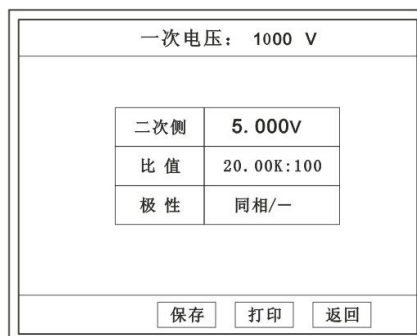 一次电压： 1000 V
二次侧 5.000V
比 值 20.00K:100
极 性 同相/—
保存 打印 返回